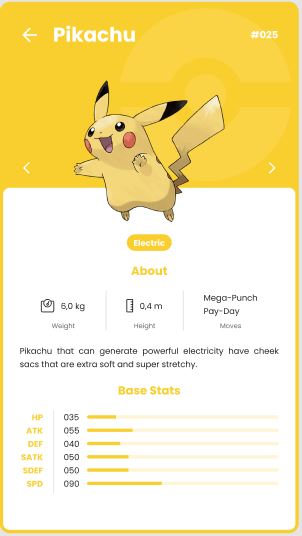 Pikachu
#025
Electric
About
6,0 kg
0,4 m
Mega-Punch
Pay-Day
Weight
Height
Moves
Pikachu that can generate powerful electricity have cheek
sacs that are extra soft and super stretchy.
Base Stats
HP 035
ATK 055
DEF 040
SATK 050
SDEF 050
SPD 090